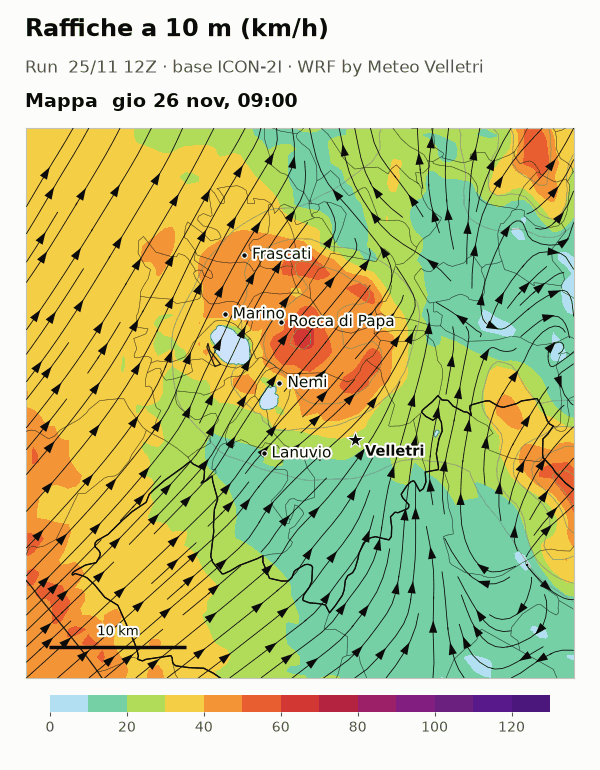 Raffiche a 10 m (km/h)
Run  25/11 12Z · base ICON-2I · WRF by Meteo Velletri
Mappa  gio 26 nov, 09:00
Frascati
Marino
Rocca di Papa
Nemi
Velletri
Lanuvio
10 km
0 20 40 60 80 100 120